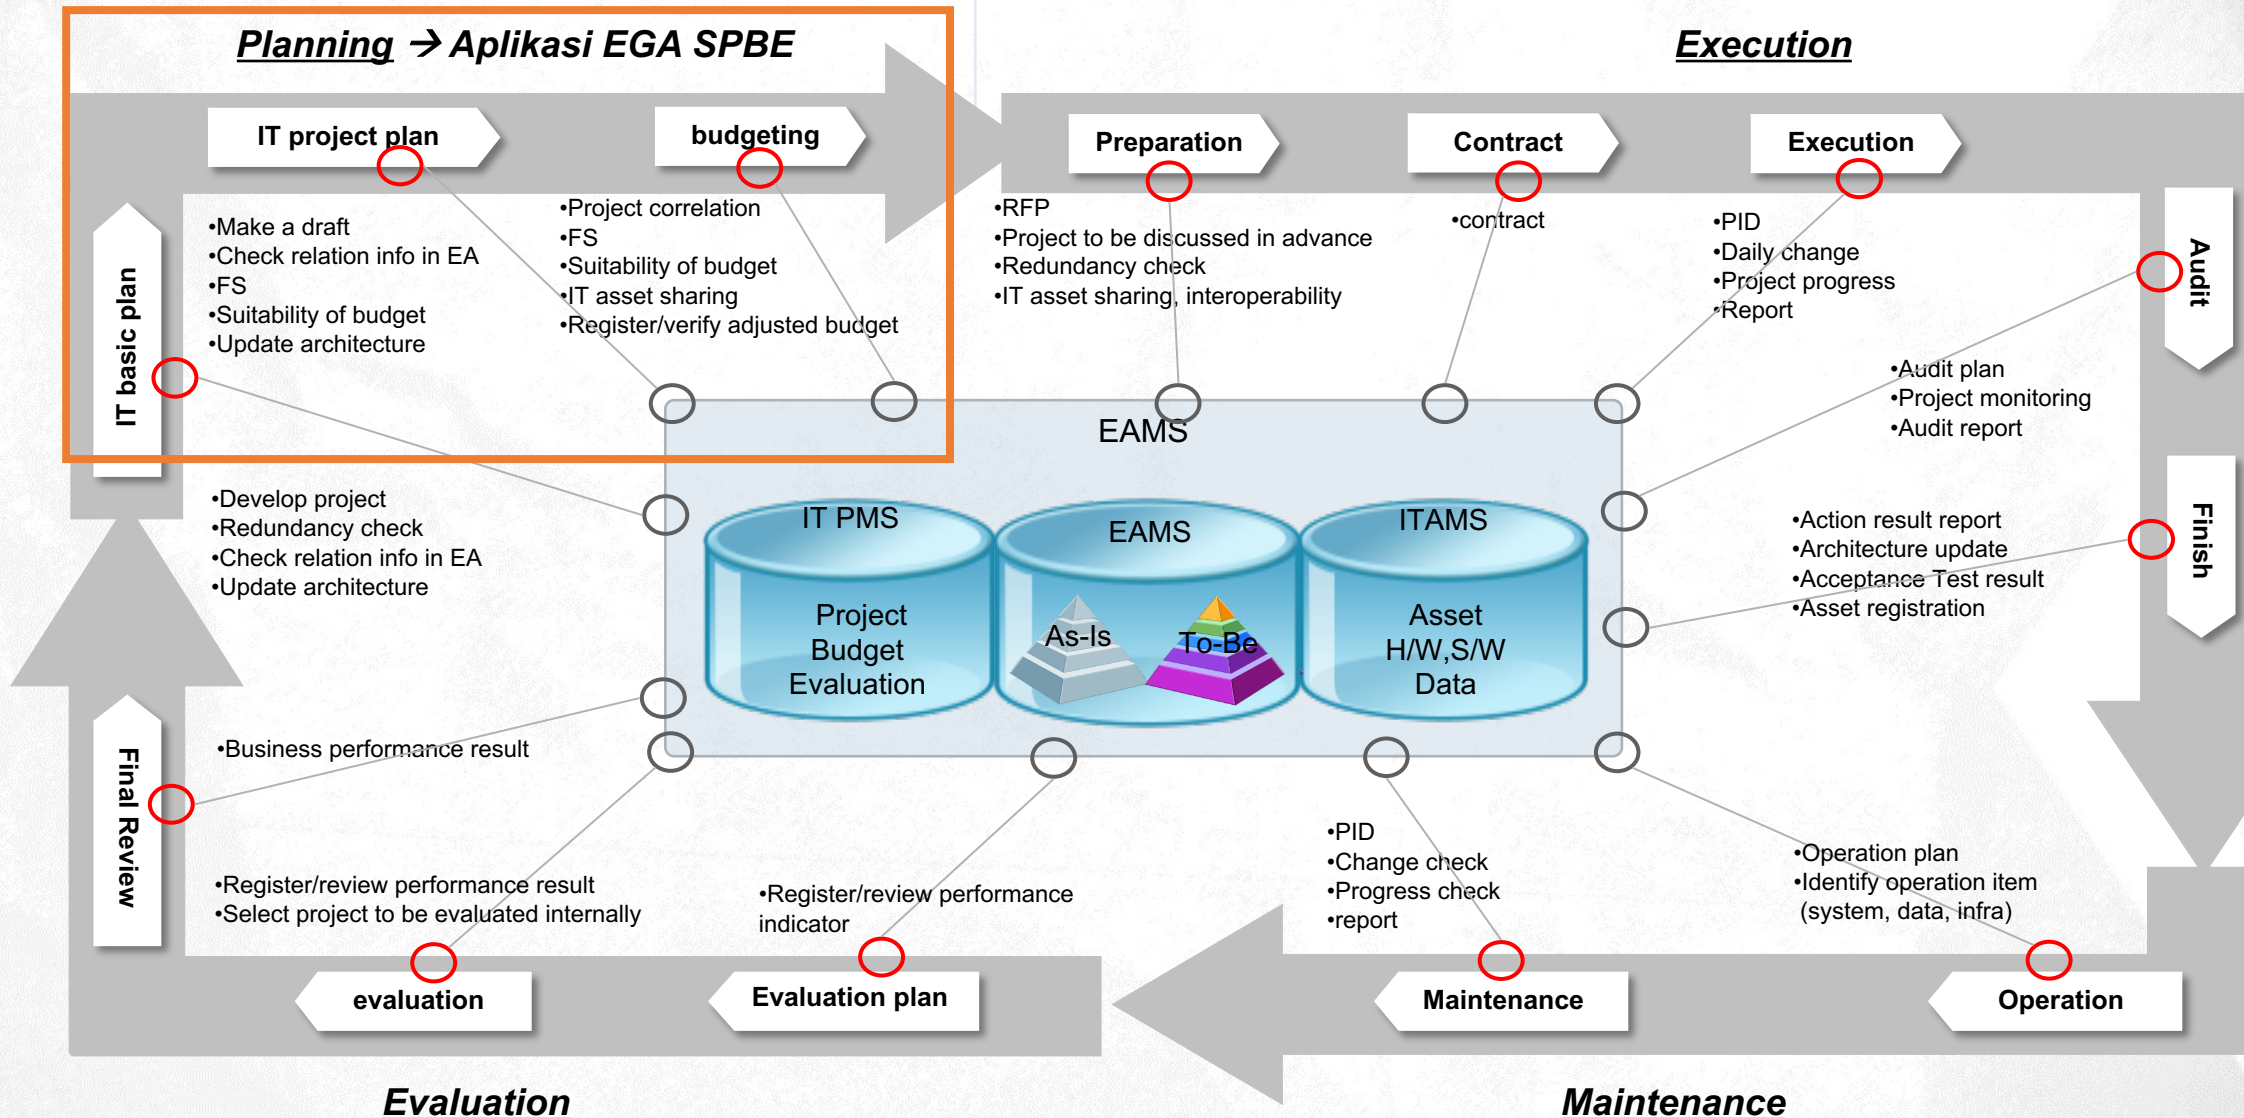 Planning → Aplikasi EGA SPBE
Execution
IT project plan
budgeting
Preparation
Contract
Execution
•Make a draft
•Check relation info in EA
•FS
•Suitability of budget
•Update architecture
•Project correlation
•FS
•Suitability of budget
•IT asset sharing
•Register/verify adjusted budget
•RFP
•Project to be discussed in advance
•Redundancy check
•IT asset sharing, interoperability
•contract
•PID
•Daily change
•Project progress
•Report
Audit
IT basic plan
•Audit plan
•Project monitoring
•Audit report
EAMS
•Develop project
•Redundancy check
•Check relation info in EA
•Update architecture
IT PMS
Project
Budget
Evaluation
EAMS
As-Is
To-Be
ITAMS
Asset
H/W,S/W
Data
•Action result report
•Architecture update
•Acceptance Test result
•Asset registration
Finish
Final Review
•Business performance result
•Register/review performance result
•Select project to be evaluated internally
•Register/review performance
indicator
•PID
•Change check
•Progress check
•report
•Operation plan
•Identify operation item
(system, data, infra)
evaluation
Evaluation plan
Maintenance
Operation
Evaluation
Maintenance